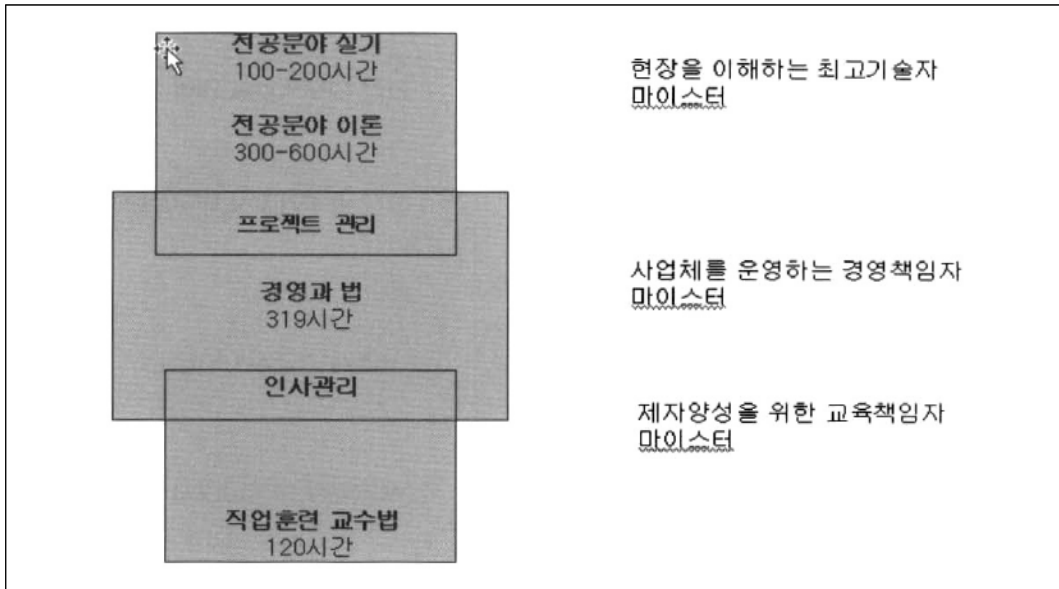 전공분야 실기
100-200시간
현장을 이해하는 최고기술자
마이스터
전공분야 이론
300-600시간
프로젝트 관리
경영과 법
319시간
사업체를 운영하는 경영책임자
마이스터
인사관리
제자양성을 위한 교육책임자
마이스터
직업훈련 교수법
120시간